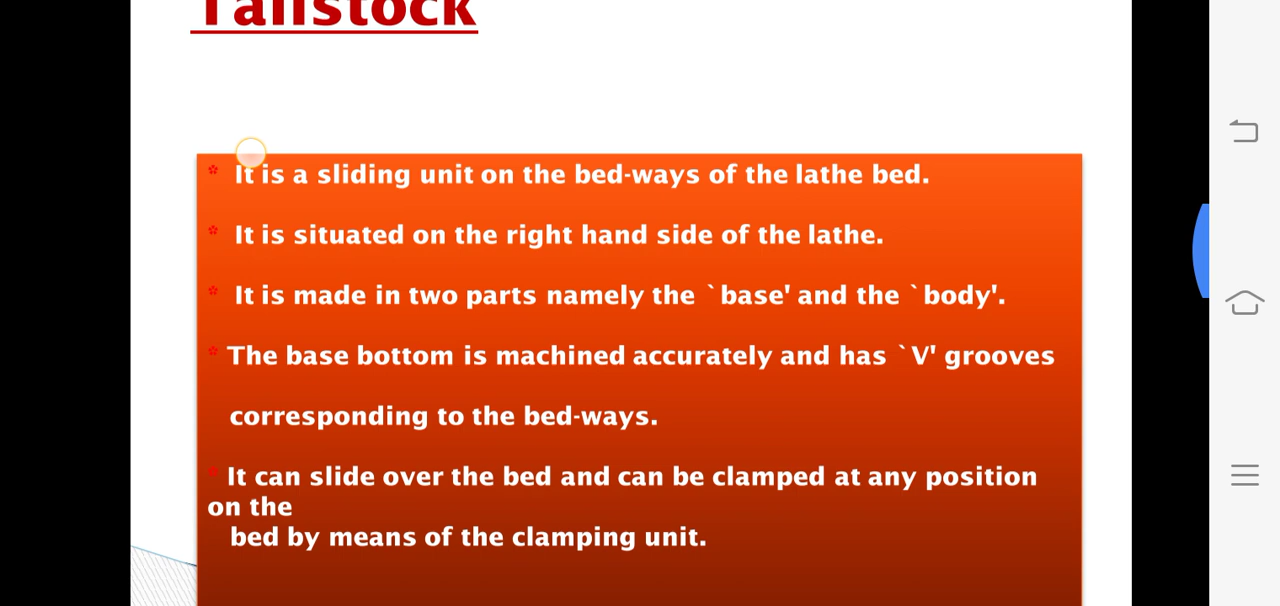 Tailstock
* It is a sliding unit on the bed-ways of the lathe bed.
* It is situated on the right hand side of the lathe.
* It is made in two parts namely the `base' and the `body'.
* The base bottom is machined accurately and has `V' grooves
corresponding to the bed-ways.
* It can slide over the bed and can be clamped at any position
on the
bed by means of the clamping unit.